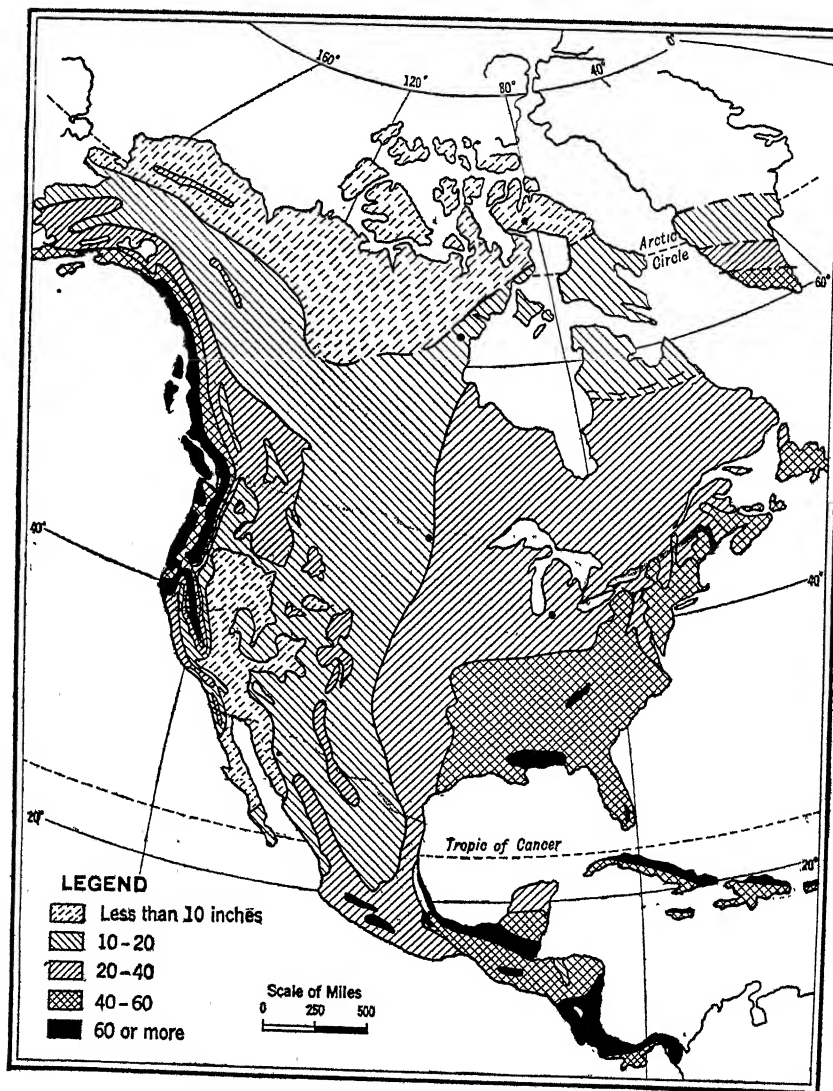 160°
120°
80°
40°
0°
Arctic
Circle
60°
40°
40°
20°
Tropic of Cancer
20°
LEGEND
Less than 10 inches
10-20
20-40
40-60
60 or more
Scale of Miles
0 250 500